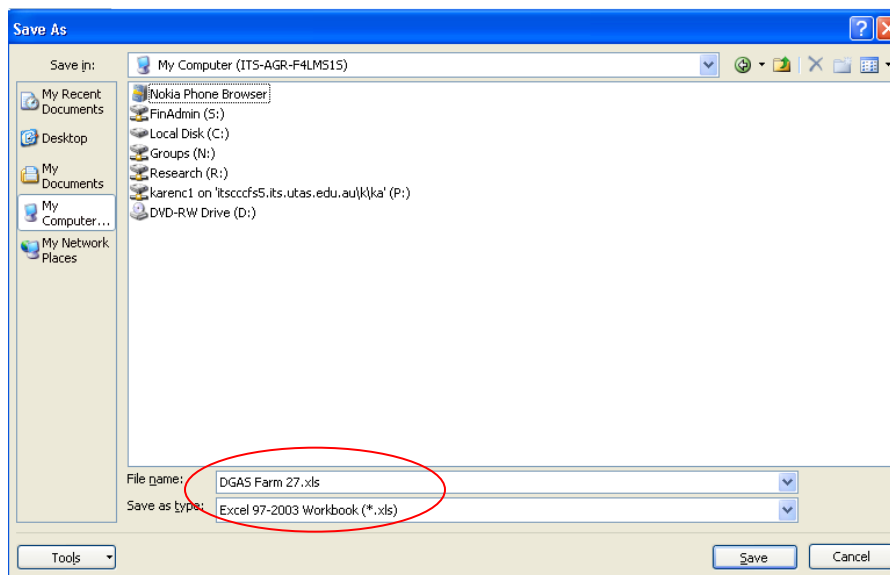 Save As
Save in:
My Computer (ITS-AGR-F4LMS1S)
My Recent
Documents
Desktop
My
Documents
My
Computer...
My Network
Places
Nokia Phone Browser
FinAdmin (S:)
Local Disk (C:)
Groups (N:)
Research (R:)
karenc1 on 'itscccfs5.its.utas.edu.au\k\ka' (P:)
DVD-RW Drive (D:)
File name:
DGAS Farm 27.xls
Save as type:
Excel 97-2003 Workbook (*.xls)
Tools
Save
Cancel